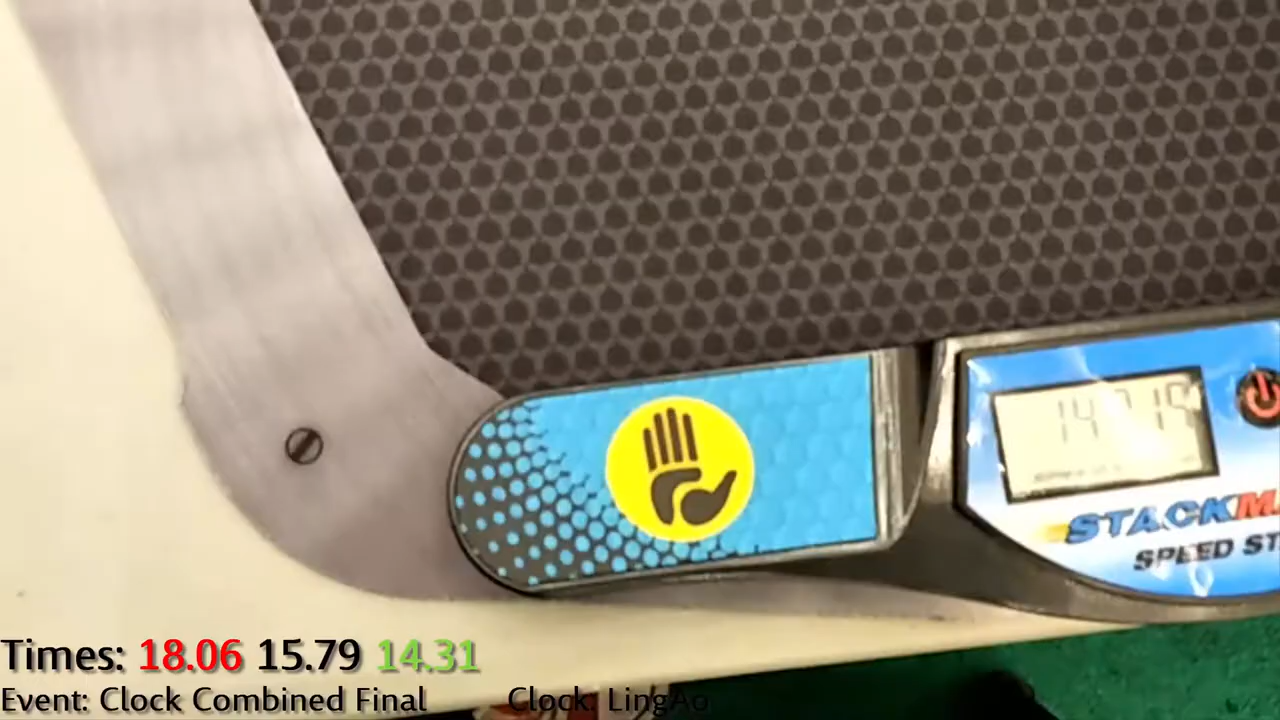 STACKM
SPEED ST
Times: 18.06 15.79 14.31
Event: Clock Combined Final Clock: LingAo